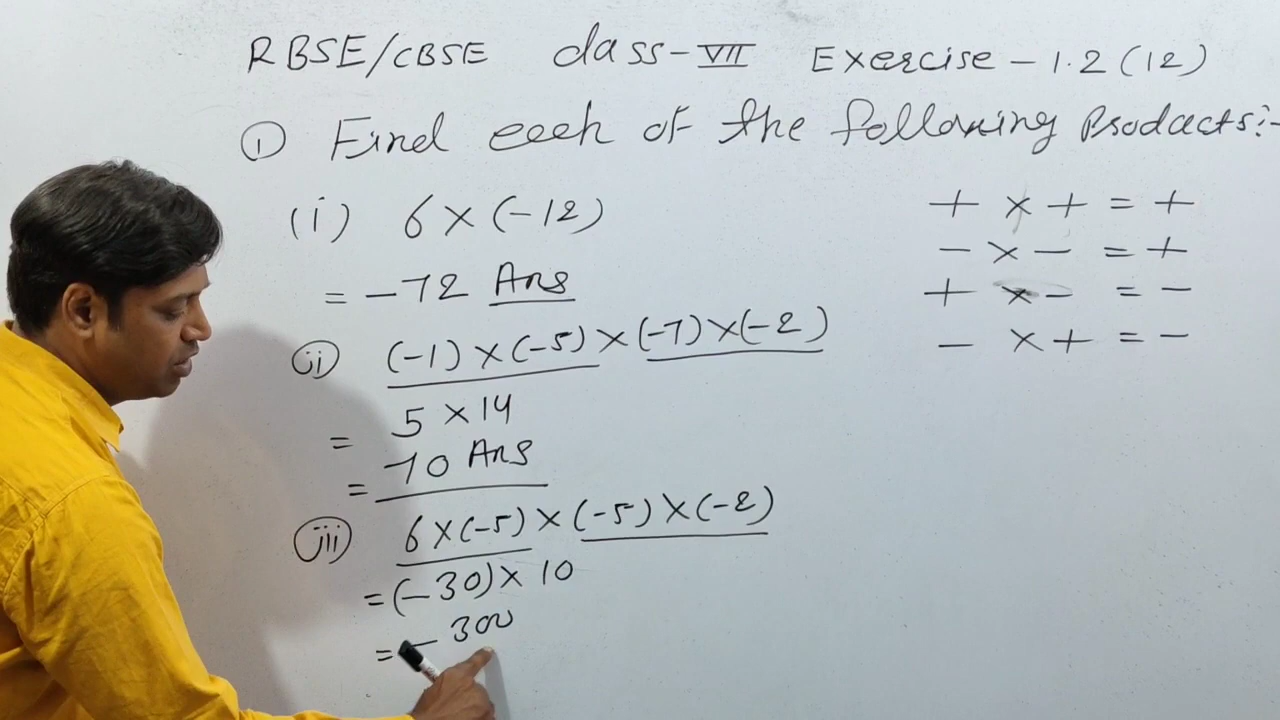 RBSE/CBSE class-VII Exercise-1.2(12)
① Find each of the following Products:-
(i) 6×(-12)
= -72 Ans
(ii) (-1)×(-5)×(-7)×(-2)
= 5×14
= 70 Ans
(iii) 6×(-5)×(-5)×(-2)
= (-30)×10
= -300
+ × + = +
- × - = +
+ × - = -
- × + = -